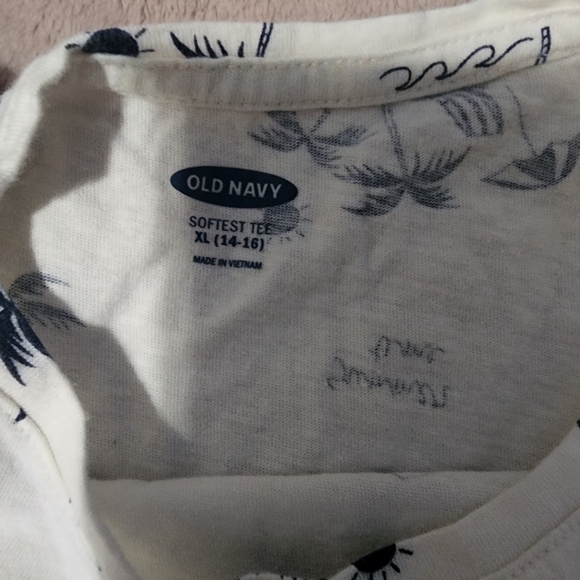 OLD NAVY
SOFTEST TEE
XL (14-16)
MADE IN VIETNAM